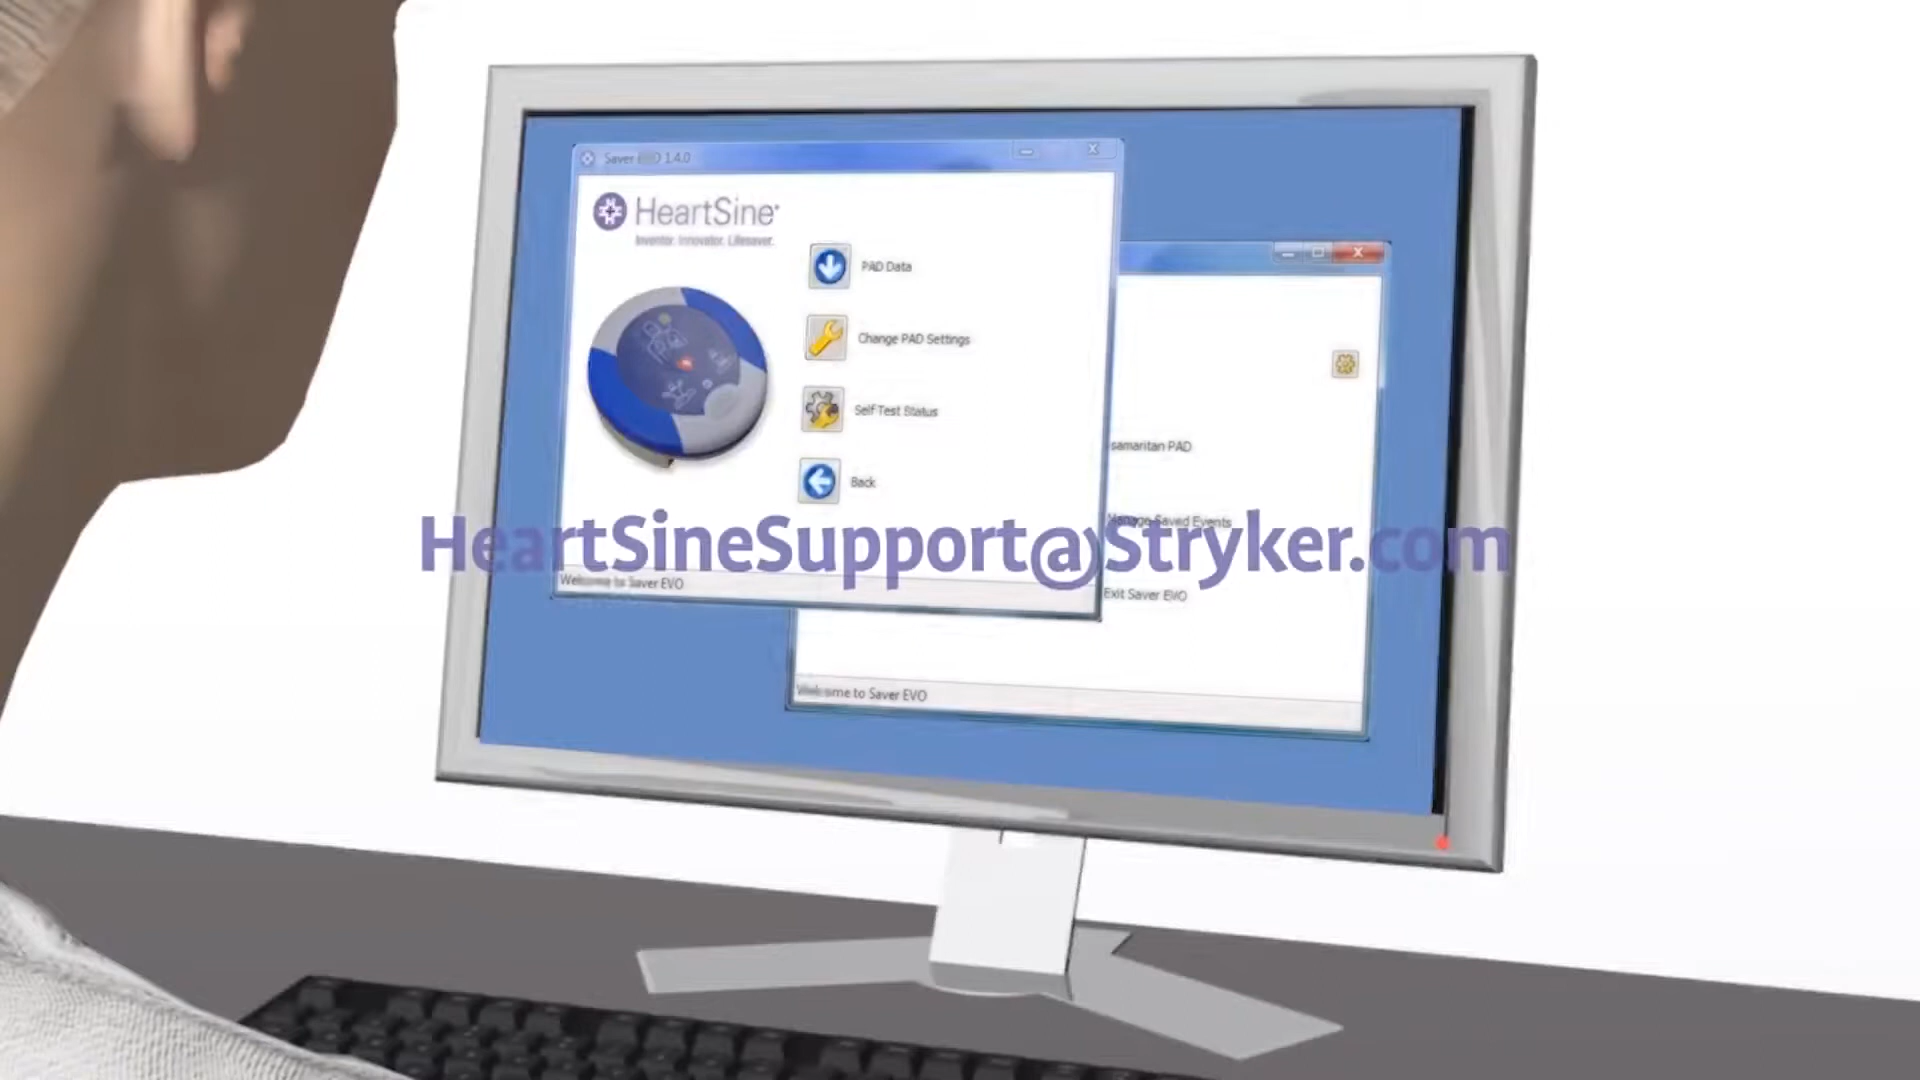 Saver EVO 1.4.0
HeartSine
Inventor. Innovator. Lifesaver.
PAD Data
Change PAD Settings
Self Test Status
Back
samaritan PAD
Manage Saved Events
HeartSineSupport@Stryker.com
Welcome to Saver EVO
Exit Saver EVO
Welcome to Saver EVO